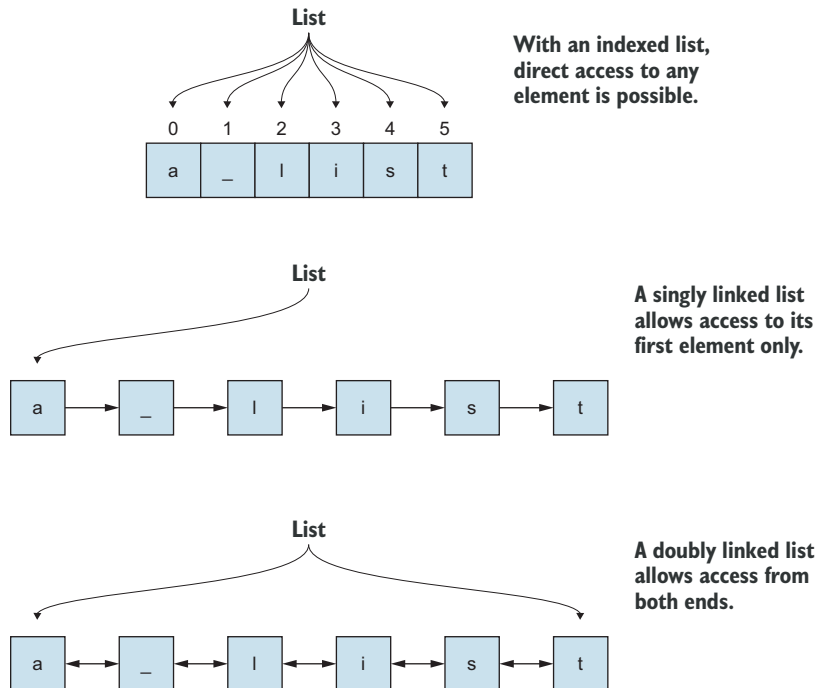 List
With an indexed list,
direct access to any
element is possible.
0 1 2 3 4 5
a _ l i s t
List
A singly linked list
allows access to its
first element only.
a _ l i s t
List
A doubly linked list
allows access from
both ends.
a _ l i s t